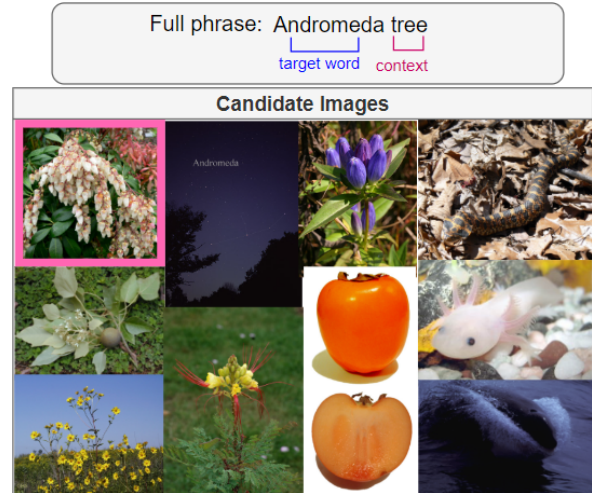 Full phrase: Andromeda tree
target word
context
Candidate Images
Andromeda